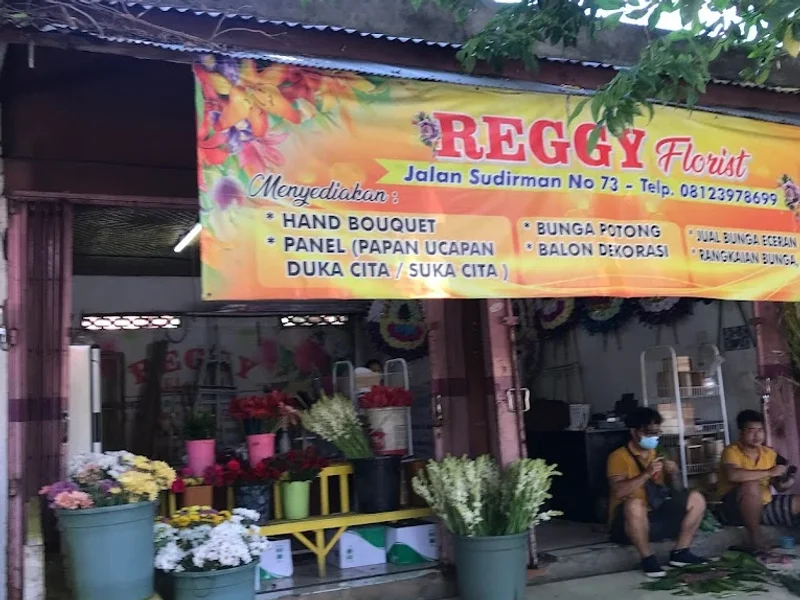 REGGY Florist
Jalan Sudirman No 73 - Telp. 08123978699
Menyediakan :
* HAND BOUQUET
* PANEL (PAPAN UCAPAN
DUKA CITA / SUKA CITA )
* BUNGA POTONG
* BALON DEKORASI
* JUAL BUNGA ECERAN
* RANGKAIAN BUNGA,
REGGY